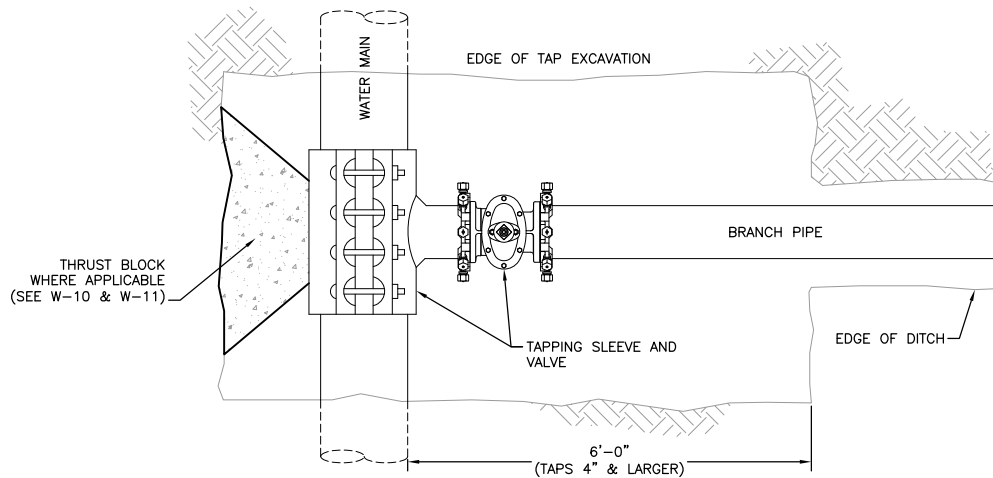 WATER MAIN
EDGE OF TAP EXCAVATION
BRANCH PIPE
THRUST BLOCK
WHERE APPLICABLE
(SEE W-10 & W-11)
EDGE OF DITCH
TAPPING SLEEVE AND
VALVE
6'-0"
(TAPS 4" & LARGER)